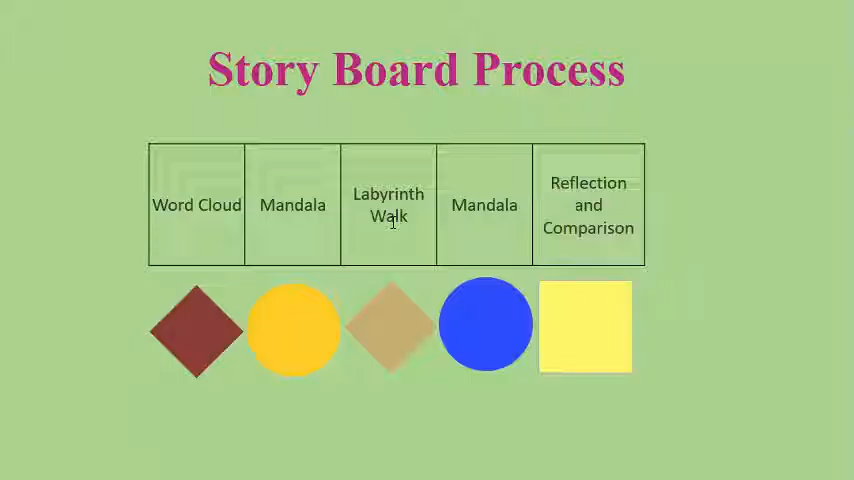 Story Board Process
Word Cloud
Mandala
Labyrinth
Walk
Mandala
Reflection
and
Comparison